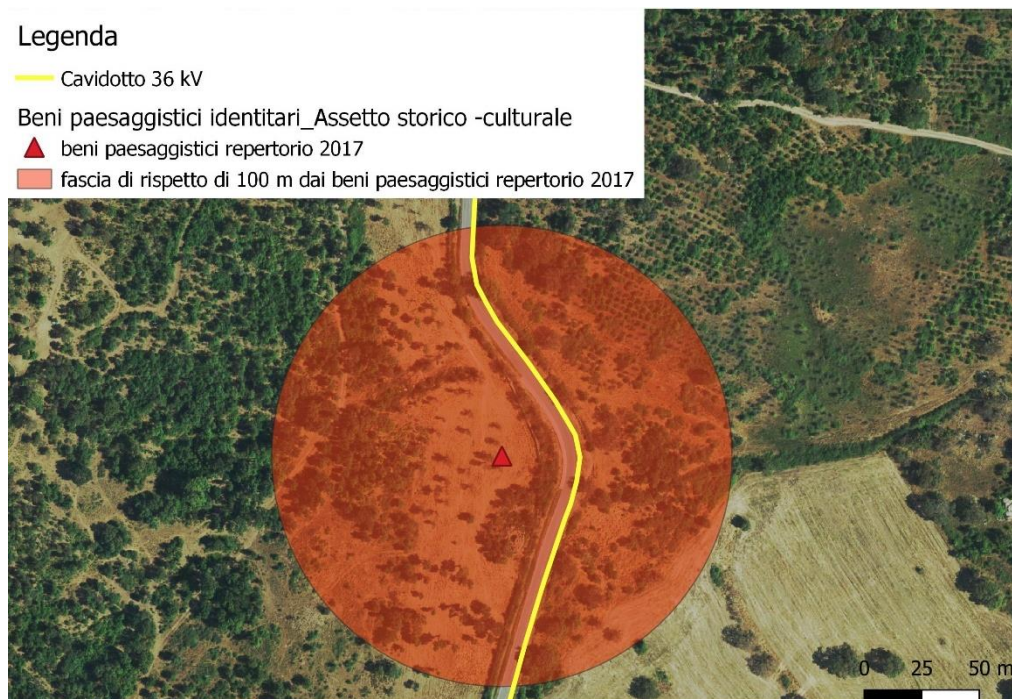 Legenda
Cavidotto 36 kV
Beni paesaggistici identitari_Assetto storico -culturale
beni paesaggistici repertorio 2017
fascia di rispetto di 100 m dai beni paesaggistici repertorio 2017
0 25 50 m